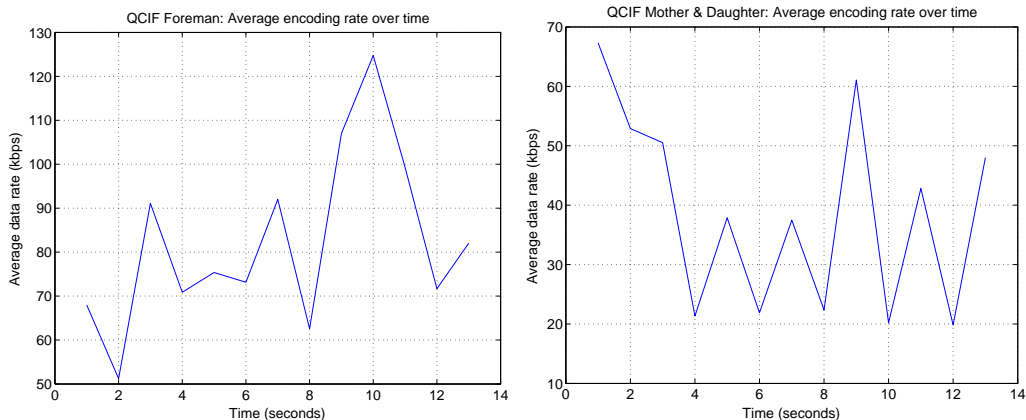 QCIF Foreman: Average encoding rate over time
130
120
110
100
90
80
70
60
50
Average data rate (kbps)
0 2 4 6 8 10 12 14
Time (seconds)
QCIF Mother & Daughter: Average encoding rate over time
70
60
50
40
30
20
10
Average data rate (kbps)
0 2 4 6 8 10 12 14
Time (seconds)